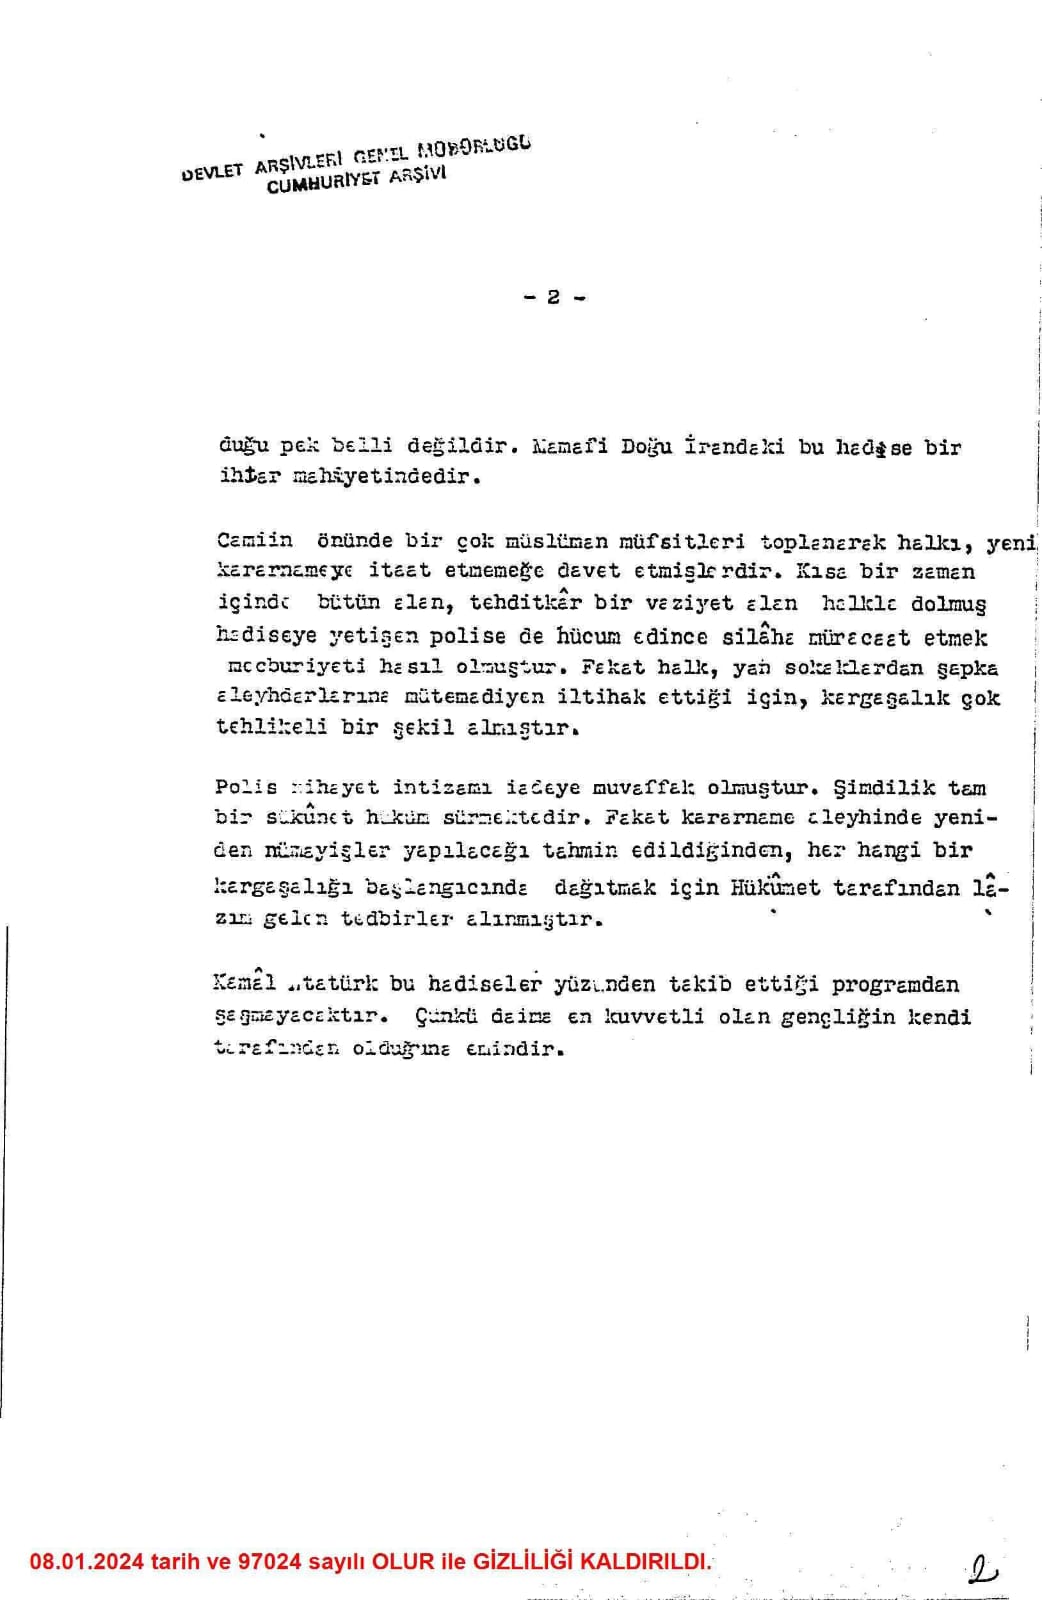 DEVLET ARŞİVLERİ GENEL MÜDÜRLÜĞÜ
CUMHURİYET ARŞİVİ
- 2 -
duğu pek belli değildir. Mamafi Doğu İrandaki bu hadise bir
ihtar mahiyetindedir.
Camiin önünde bir çok müslüman müfsitleri toplanarak halkı, yeni
kararnameye itaat etmemeğe davet etmişlerdir. Kısa bir zaman
içinde bütün alan, tehditkâr bir vaziyet alan halkla dolmuş
hadiseye yetişen polise de hücum edince silâha müracaat etmek
mecburiyeti hasıl olmuştur. Fakat halk, yan sokaklardan şapka
aleyhdarlarına mütemadiyen iltihak ettiği için, kargaşalık çok
tehlikeli bir şekil almıştır.
Polis nihayet intizamı iadeye muvaffak olmuştur. Şimdilik tam
bir sükûnet hüküm sürmektedir. Fakat kararname aleyhinde yeni-
den nümayişler yapılacağı tahmin edildiğinden, her hangi bir
kargaşalığı başlangıcında dağıtmak için Hükûmet tarafından lâ-
zım gelen tedbirler alınmıştır.
Kemâl Atatürk bu hadiseler yüzünden takib ettiği programdan
şaşmayacaktır. Çünkü daima en kuvvetli olan gençliğin kendi
tarafından olduğuna emindir.
08.01.2024 tarih ve 97024 sayılı OLUR ile GİZLİLİĞİ KALDIRILDI.
2